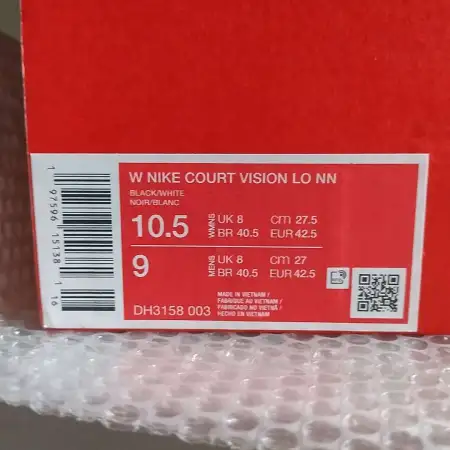 W NIKE COURT VISION LO NN
BLACK/WHITE
NOIR/BLANC
10.5 WMNS UK 8 cm 27.5
BR 40.5 EUR 42.5
9 MENS UK 8 cm 27
BR 40.5 EUR 42.5
MADE IN VIETNAM /
FABRIQUÉ AU VIETNAM /
FABRICADO NO VIETNÃ /
HECHO EN VIETNAM
DH3158 003
1 97596 15138 1 16